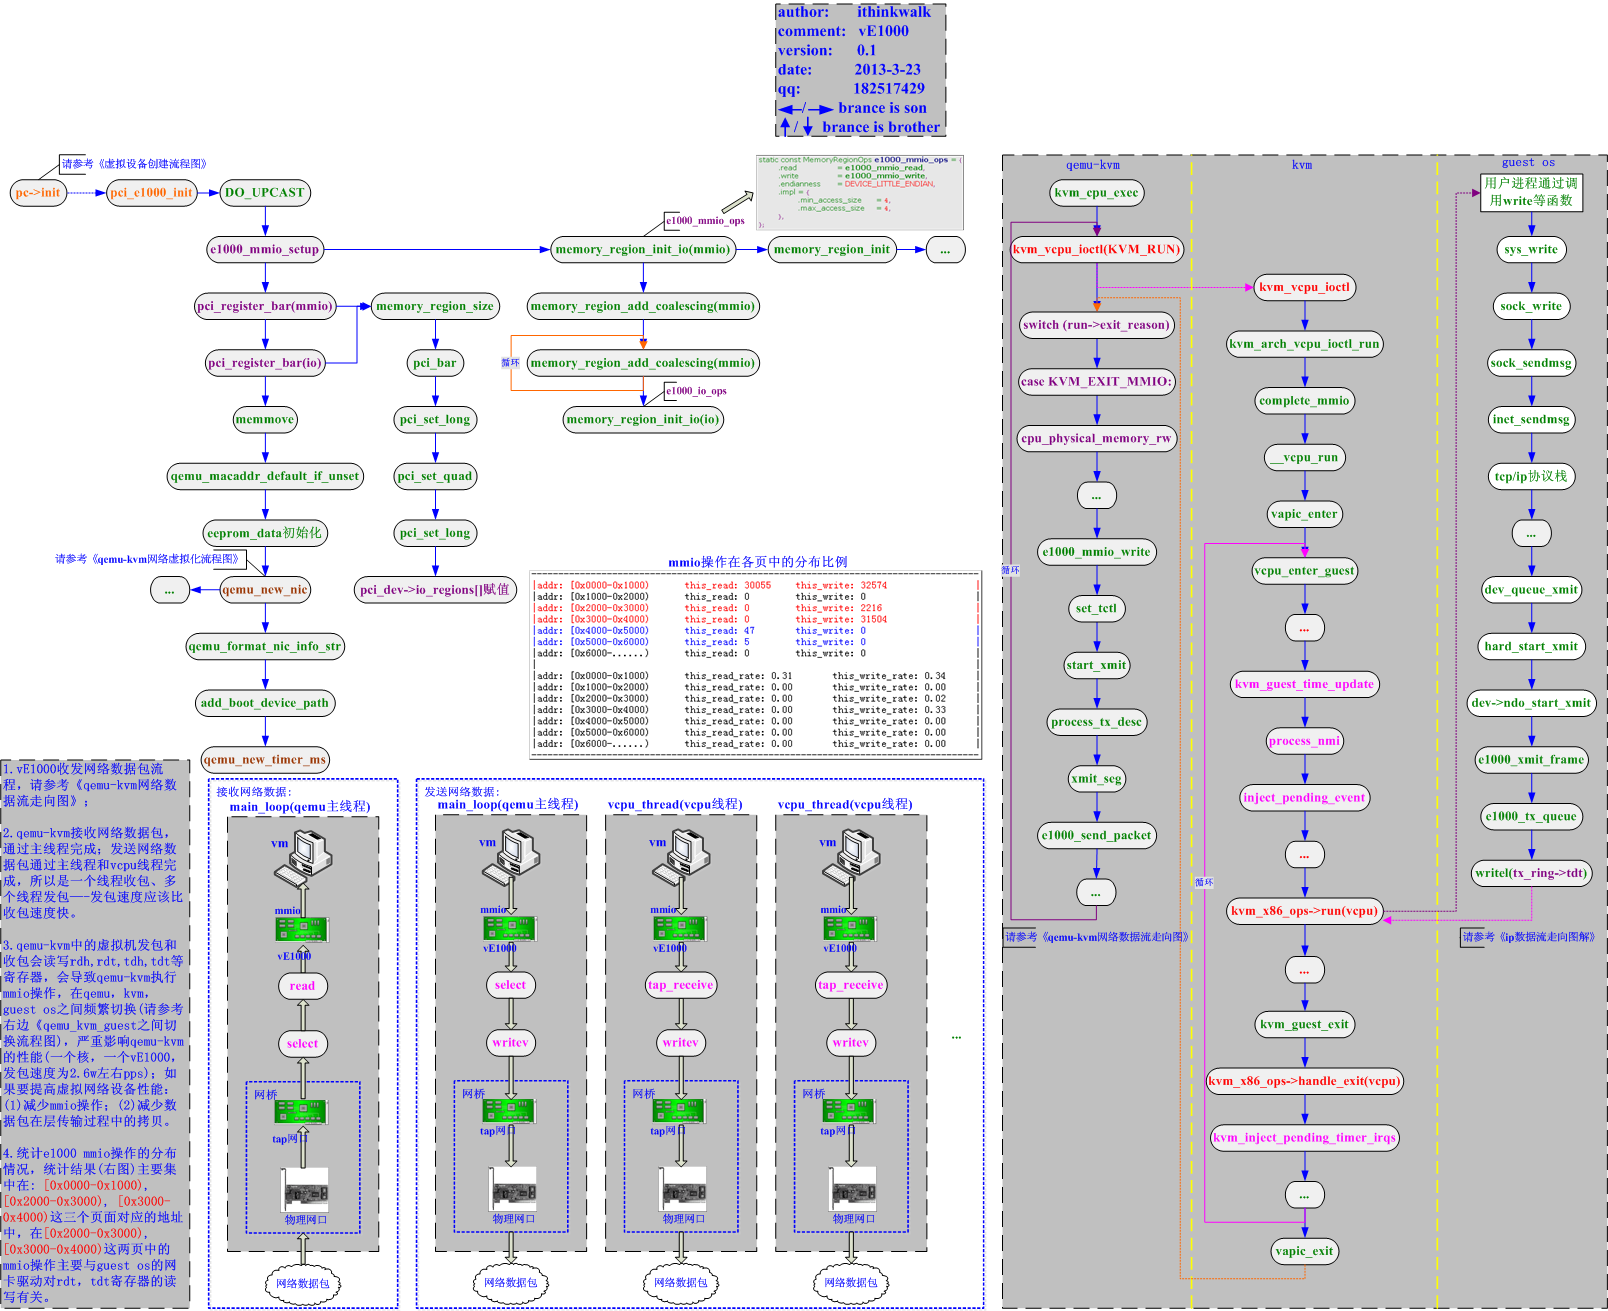 author: ithinkwalk
comment: vE1000
version: 0.1
date: 2013-3-23
qq: 182517429
/ brance is son
/ brance is brother
请参考《虚拟设备创建流程图》
pc->init
pci_e1000_init
DO_UPCAST
e1000_mmio_setup
pci_register_bar(mmio)
pci_register_bar(io)
memmove
qemu_macaddr_default_if_unset
eeprom_data初始化
请参考《qemu-kvm网络虚拟化流程图》
...
qemu_new_nic
qemu_format_nic_info_str
add_boot_device_path
qemu_new_timer_ms
memory_region_size
pci_bar
pci_set_long
pci_set_quad
pci_set_long
pci_dev->io_regions[]赋值
static const MemoryRegionOps e1000_mmio_ops = {
.read = e1000_mmio_read,
.write = e1000_mmio_write,
.endianness = DEVICE_LITTLE_ENDIAN,
.impl = {
.min_access_size = 4,
.max_access_size = 4,
},
};
e1000_mmio_ops
memory_region_init_io(mmio)
memory_region_init
...
memory_region_add_coalescing(mmio)
循环
memory_region_add_coalescing(mmio)
e1000_io_ops
memory_region_init_io(io)
mmio操作在各页中的分布比例
|addr: [0x0000-0x1000) this_read: 30055 this_write: 32574 |
|addr: [0x1000-0x2000) this_read: 0 this_write: 0 |
|addr: [0x2000-0x3000) this_read: 0 this_write: 2216 |
|addr: [0x3000-0x4000) this_read: 0 this_write: 31504 |
|addr: [0x4000-0x5000) this_read: 47 this_write: 0 |
|addr: [0x5000-0x6000) this_read: 5 this_write: 0 |
|addr: [0x6000-......) this_read: 0 this_write: 0 |
|addr: [0x0000-0x1000) this_read_rate: 0.31 this_write_rate: 0.34 |
|addr: [0x1000-0x2000) this_read_rate: 0.00 this_write_rate: 0.00 |
|addr: [0x2000-0x3000) this_read_rate: 0.00 this_write_rate: 0.02 |
|addr: [0x3000-0x4000) this_read_rate: 0.00 this_write_rate: 0.33 |
|addr: [0x4000-0x5000) this_read_rate: 0.00 this_write_rate: 0.00 |
|addr: [0x5000-0x6000) this_read_rate: 0.00 this_write_rate: 0.00 |
|addr: [0x6000-......) this_read_rate: 0.00 this_write_rate: 0.00 |
1.vE1000收发网络数据包流
程，请参考《qemu-kvm网络数
据流走向图》；
2.qemu-kvm接收网络数据包，
通过主线程完成；发送网络数
据包通过主线程和vcpu线程完
成，所以是一个线程收包、多
个线程发包——发包速度应该比
收包速度快。
3.qemu-kvm中的虚拟机发包和
收包会读写rdh,rdt,tdh,tdt等
寄存器，会导致qemu-kvm执行
mmio操作，在qemu，kvm，
guest os之间频繁切换(请参考
右边《qemu_kvm_guest之间切
换流程图)，严重影响qemu-kvm
的性能(一个核，一个vE1000，
发包速度为2.6w左右pps)；如
果要提高虚拟网络设备性能：
(1)减少mmio操作；(2)减少数
据包在层传输过程中的拷贝。
4.统计e1000 mmio操作的分布
情况，统计结果(右图)主要集
中在：[0x0000-0x1000)，
[0x2000-0x3000)，[0x3000-
0x4000)这三个页面对应的地址
中，在[0x2000-0x3000)，
[0x3000-0x4000)这两页中的
mmio操作主要与guest os的网
卡驱动对rdt，tdt寄存器的读
写有关。
接收网络数据：
main_loop(qemu主线程)
vm
mmio
vE1000
read
select
网桥
tap网口
物理网口
网络数据包
发送网络数据：
main_loop(qemu主线程)
vm
mmio
vE1000
select
writev
网桥
tap网口
物理网口
网络数据包
vcpu_thread(vcpu线程)
vm
mmio
vE1000
tap_receive
writev
网桥
tap网口
物理网口
网络数据包
vcpu_thread(vcpu线程)
vm
mmio
vE1000
tap_receive
writev
网桥
tap网口
物理网口
网络数据包
...
qemu-kvm
kvm_cpu_exec
kvm_vcpu_ioctl(KVM_RUN)
switch (run->exit_reason)
case KVM_EXIT_MMIO:
cpu_physical_memory_rw
...
e1000_mmio_write
循环
set_tctl
start_xmit
process_tx_desc
xmit_seg
e1000_send_packet
...
请参考《qemu-kvm网络数据流走向图》
kvm
kvm_vcpu_ioctl
kvm_arch_vcpu_ioctl_run
complete_mmio
__vcpu_run
vapic_enter
vcpu_enter_guest
...
kvm_guest_time_update
process_nmi
inject_pending_event
...
循环
kvm_x86_ops->run(vcpu)
...
kvm_guest_exit
kvm_x86_ops->handle_exit(vcpu)
kvm_inject_pending_timer_irqs
...
vapic_exit
guest os
用户进程通过调
用write等函数
sys_write
sock_write
sock_sendmsg
inet_sendmsg
tcp/ip协议栈
...
dev_queue_xmit
hard_start_xmit
dev->ndo_start_xmit
e1000_xmit_frame
e1000_tx_queue
writel(tx_ring->tdt)
请参考《ip数据流走向图解》